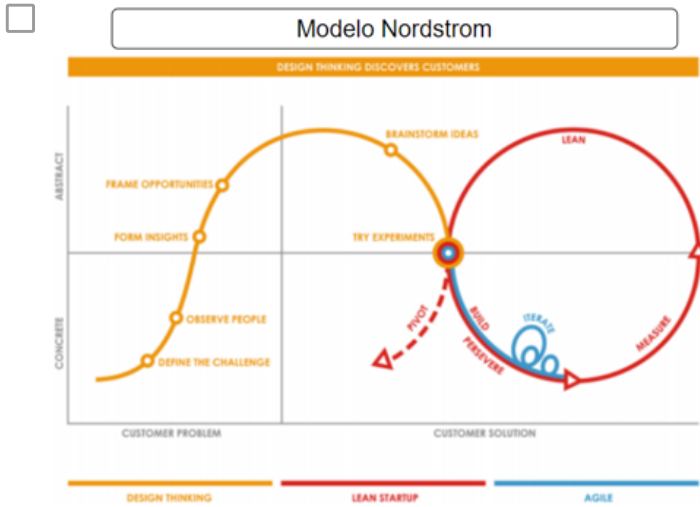 Modelo Nordstrom
DESIGN THINKING DISCOVERS CUSTOMERS
BRAINSTORM IDEAS
LEAN
ABSTRACT
FRAME OPPORTUNITIES
FORM INSIGHTS
TRY EXPERIMENTS
OBSERVE PEOPLE
PIVOT
BUILD
ITERATE
MEASURE
CONCRETE
PERSEVERE
DEFINE THE CHALLENGE
CUSTOMER PROBLEM
CUSTOMER SOLUTION
DESIGN THINKING
LEAN STARTUP
AGILE